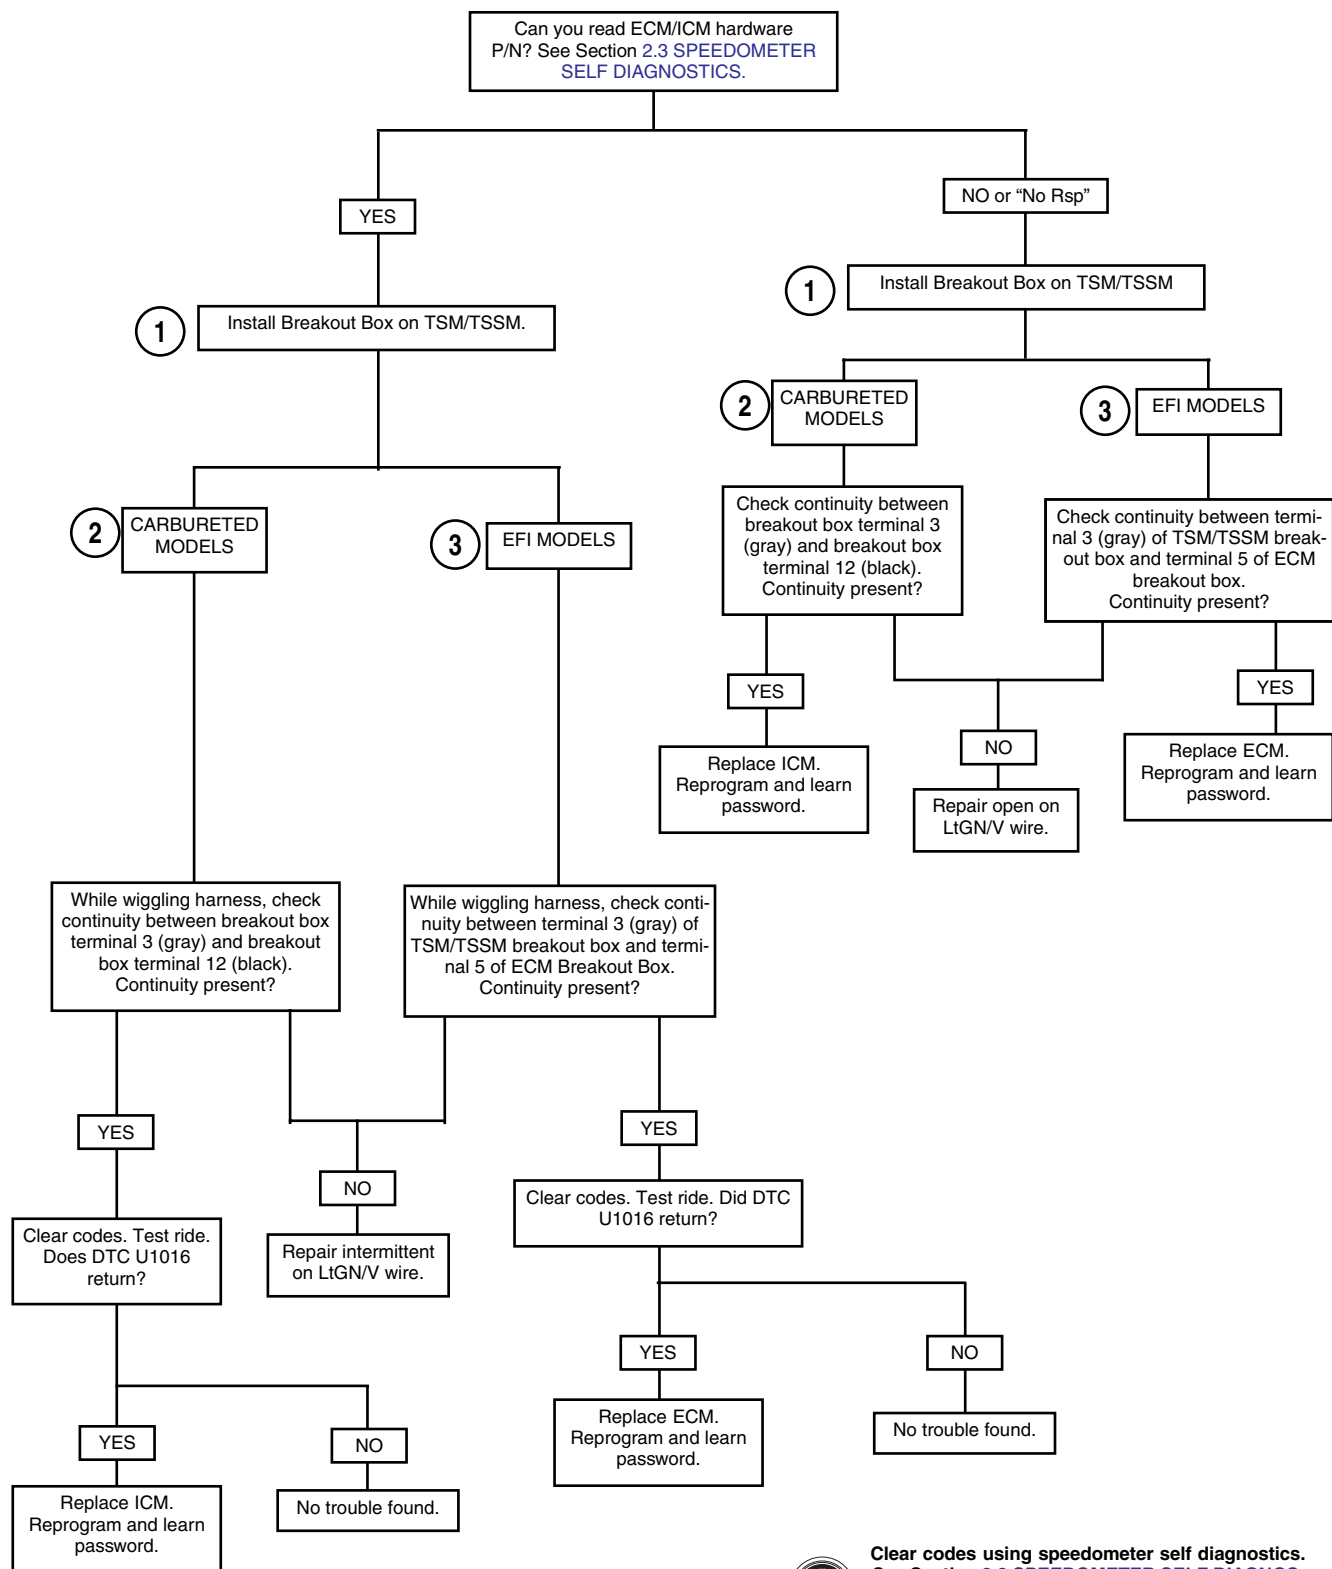 Can you read ECM/ICM hardware
P/N? See Section 2.3 SPEEDOMETER
SELF DIAGNOSTICS.
YES
NO or “No Rsp”
1
Install Breakout Box on TSM/TSSM.
1
Install Breakout Box on TSM/TSSM
2
CARBURETED
MODELS
3
EFI MODELS
2
CARBURETED
MODELS
3
EFI MODELS
Check continuity between
breakout box terminal 3
(gray) and breakout box
terminal 12 (black).
Continuity present?
Check continuity between termi-
nal 3 (gray) of TSM/TSSM break-
out box and terminal 5 of ECM
breakout box.
Continuity present?
YES
NO
YES
Replace ICM.
Reprogram and learn
password.
Repair open on
LtGN/V wire.
Replace ECM.
Reprogram and learn
password.
While wiggling harness, check
continuity between breakout box
terminal 3 (gray) and breakout
box terminal 12 (black).
Continuity present?
While wiggling harness, check conti-
nuity between terminal 3 (gray) of
TSM/TSSM breakout box and termi-
nal 5 of ECM Breakout Box.
Continuity present?
YES
NO
YES
Clear codes. Test ride.
Does DTC U1016
return?
Repair intermittent
on LtGN/V wire.
Clear codes. Test ride. Did DTC
U1016 return?
YES
NO
YES
NO
Replace ICM.
Reprogram and learn
password.
No trouble found.
Replace ECM.
Reprogram and learn
password.
No trouble found.
Clear codes using speedometer self diagnostics.
See Section 2.3 SPEEDOMETER SELF DIAGNOS-